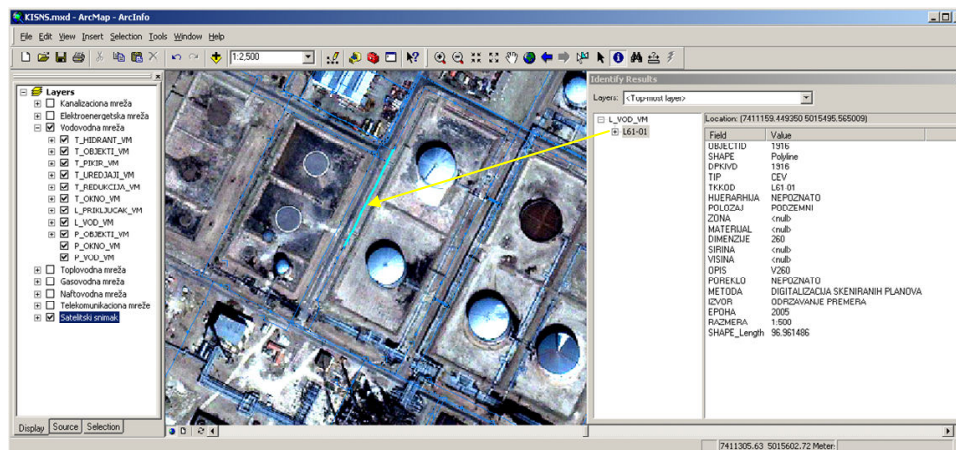 KISNS.mxd - ArcMap - ArcInfo
File Edit View Insert Selection Tools Window Help
1:2,500
Layers
Kanalizaciona mreža
Elektroenergetska mreža
Vodovodna mreža
T_HIDRANT_VM
T_OBJEKTI_VM
T_PIKIR_VM
T_UREDJAJI_VM
T_REDUKCIJA_VM
T_OKNO_VM
L_PRIKLJUCAK_VM
L_VOD_VM
P_OBJEKTI_VM
P_OKNO_VM
P_VOD_VM
Toplovodna mreža
Gasovodna mreža
Naftovodna mreža
Telekomunikaciona mreže
Satelitski snimak
Display Source Selection
Identify Results
Layers: <Top-most layer>
L_VOD_VM
L61-01
Location: (7411159.449350 5015495.565009)
Field Value
OBJECTID 1916
SHAPE Polyline
DPKIVD 1916
TIP CEV
TKKOD L61-01
HIJERARHIJA NEPOZNATO
POLOZAJ PODZEMNI
ZONA <null>
MATERIJAL <null>
DIMENZIJE 260
SIRINA <null>
VISINA <null>
OPIS V260
POREKLO NEPOZNATO
METODA DIGITALIZACIJA SKENIRANIH PLANOVA
IZVOR ODRZAVANJE PREMERA
EPOHA 2005
RAZMERA 1:500
SHAPE_Length 96.961486
7411305.63 5015602.72 Meter: